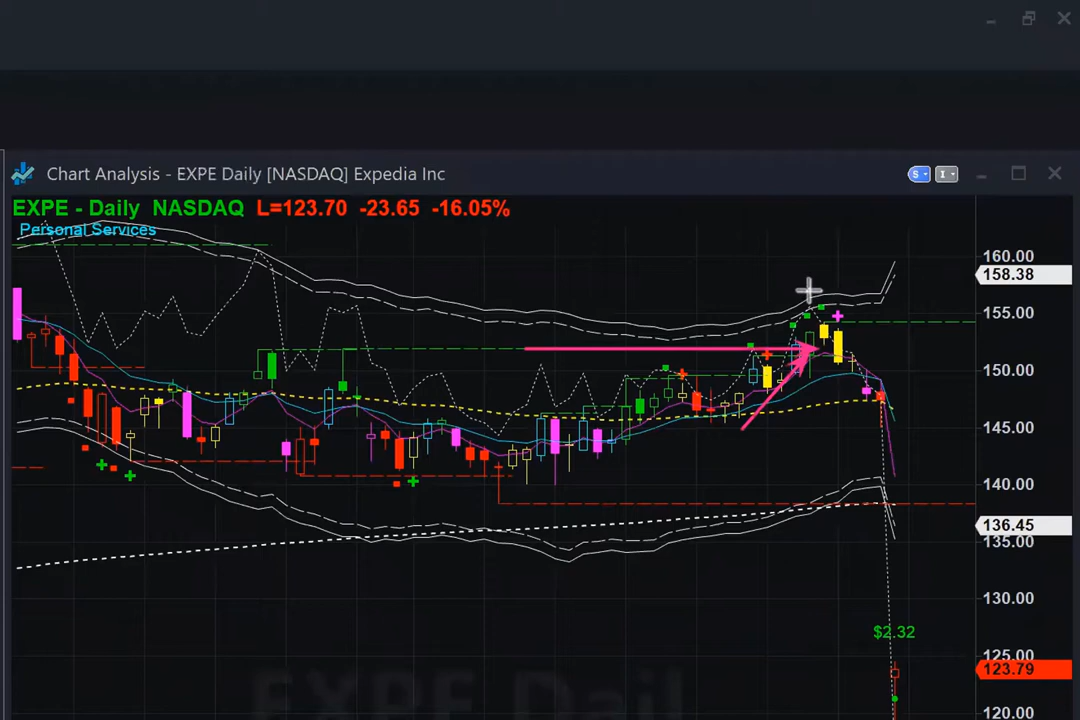 Chart Analysis - EXPE Daily [NASDAQ] Expedia Inc
S
I
EXPE - Daily NASDAQ L=123.70 -23.65 -16.05%
Personal Services
160.00
158.38
155.00
150.00
145.00
140.00
136.45
135.00
130.00
$2.32
125.00
123.79
120.00
EXPE Dail